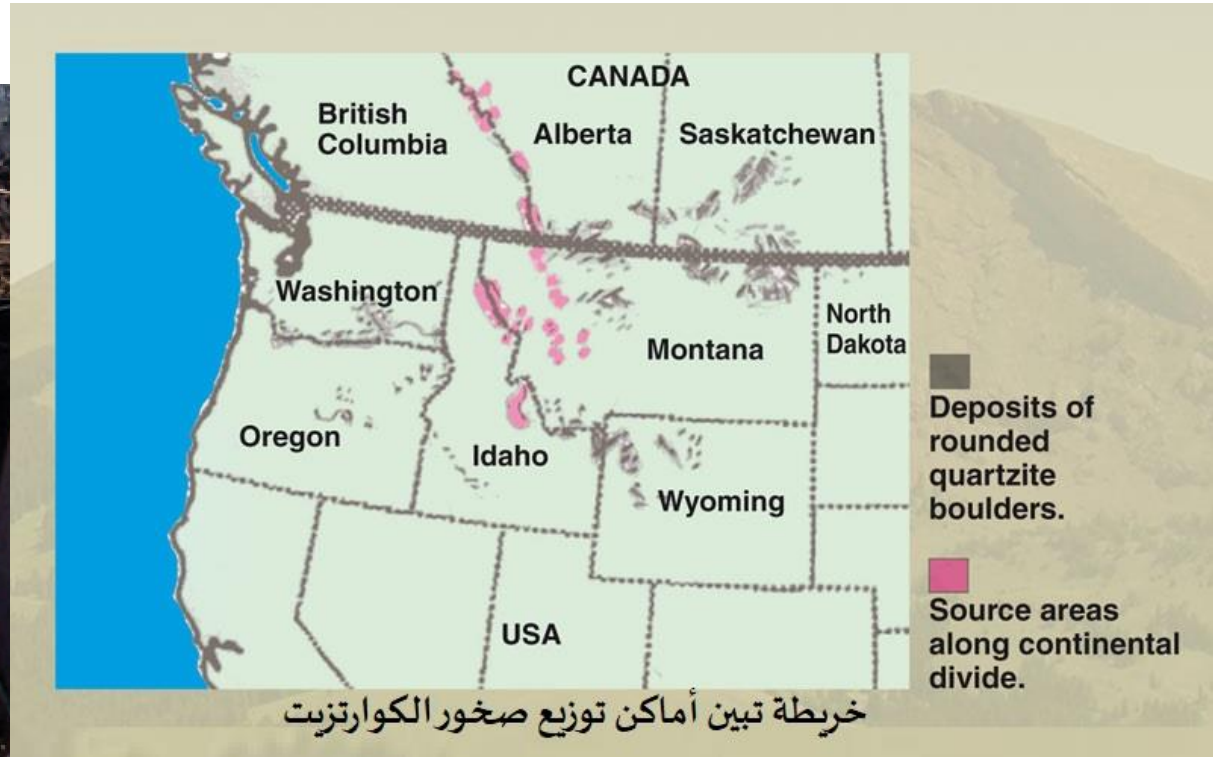 CANADA
British
Columbia
Alberta
Saskatchewan
Washington
Montana
North
Dakota
Oregon
Idaho
Wyoming
USA
Deposits of
rounded
quartzite
boulders.
Source areas
along continental
divide.
خريطة تبين أماكن توزيع صخور الكوارتزيت